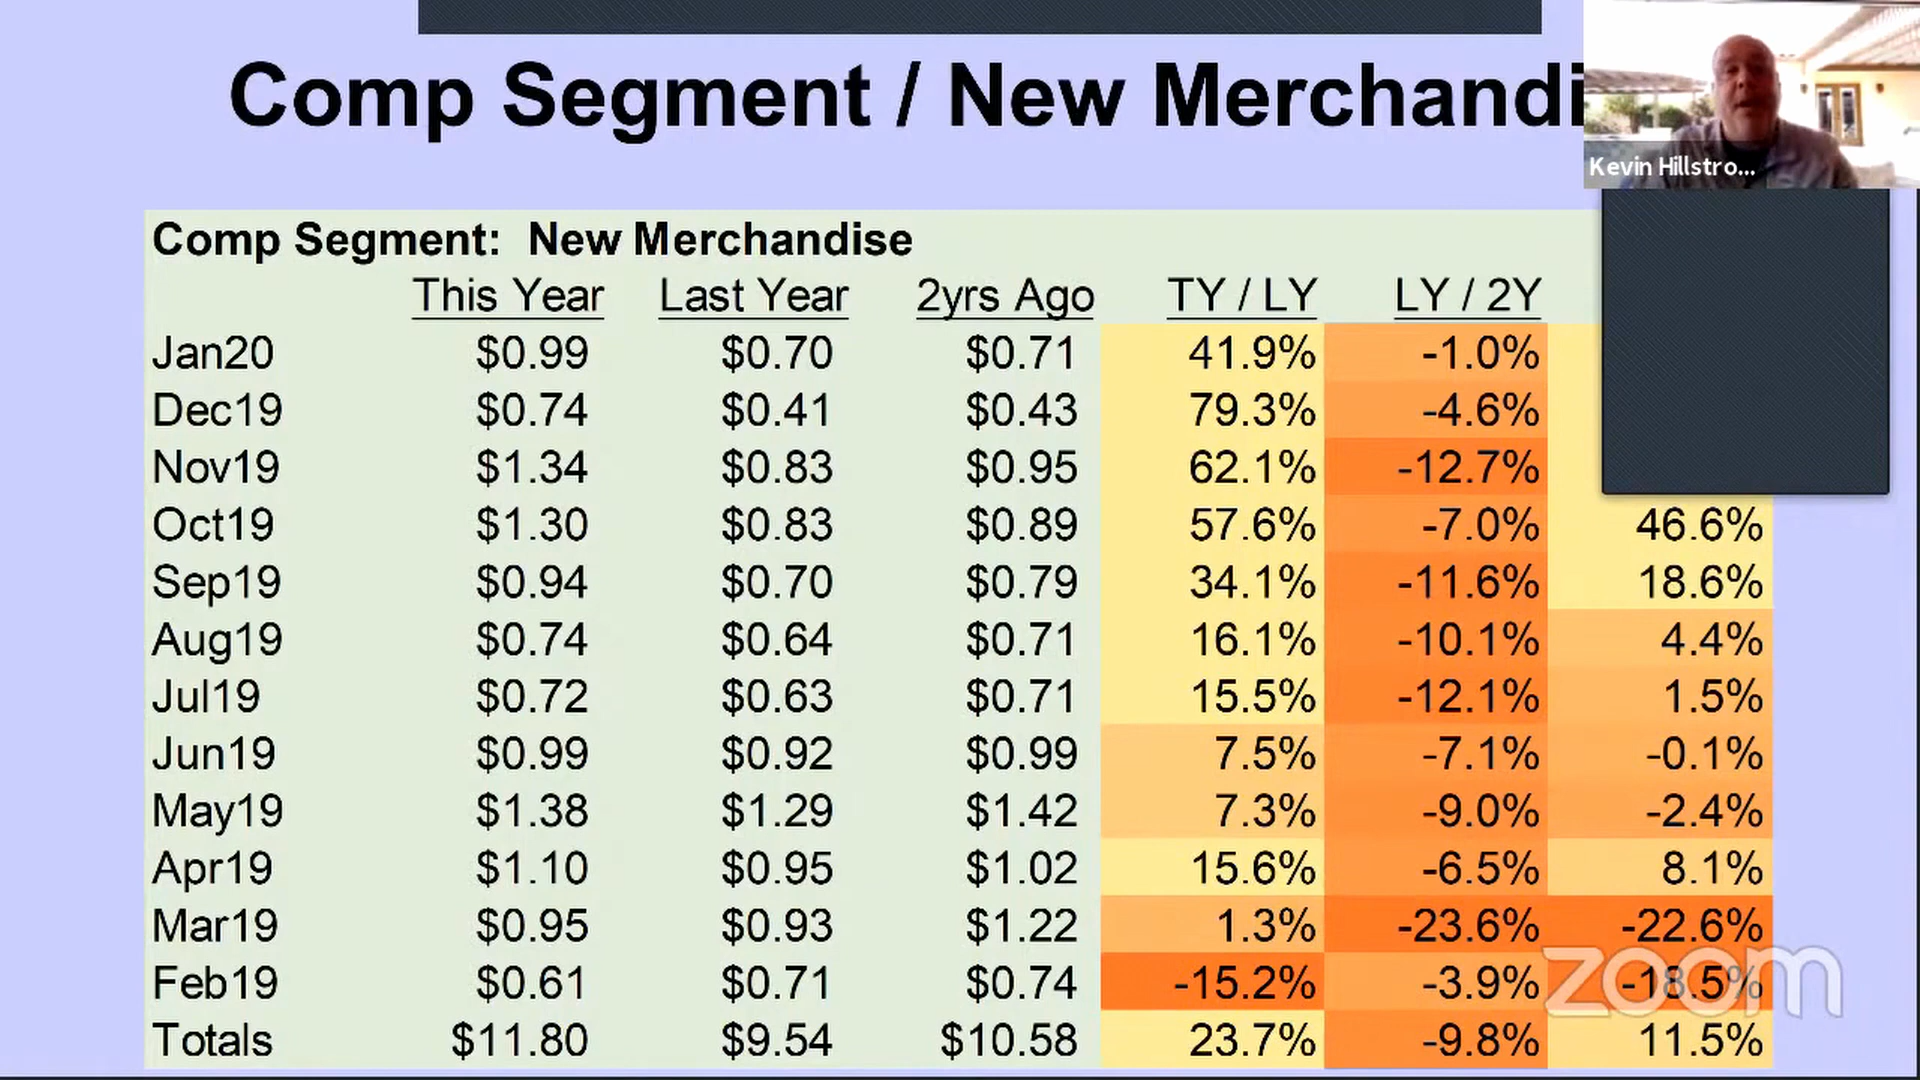 Comp Segment / New Merchandi
Kevin Hillstro...
Comp Segment: New Merchandise
This Year Last Year 2yrs Ago TY / LY LY / 2Y
Jan20 $0.99 $0.70 $0.71 41.9% -1.0%
Dec19 $0.74 $0.41 $0.43 79.3% -4.6%
Nov19 $1.34 $0.83 $0.95 62.1% -12.7%
Oct19 $1.30 $0.83 $0.89 57.6% -7.0% 46.6%
Sep19 $0.94 $0.70 $0.79 34.1% -11.6% 18.6%
Aug19 $0.74 $0.64 $0.71 16.1% -10.1% 4.4%
Jul19 $0.72 $0.63 $0.71 15.5% -12.1% 1.5%
Jun19 $0.99 $0.92 $0.99 7.5% -7.1% -0.1%
May19 $1.38 $1.29 $1.42 7.3% -9.0% -2.4%
Apr19 $1.10 $0.95 $1.02 15.6% -6.5% 8.1%
Mar19 $0.95 $0.93 $1.22 1.3% -23.6% -22.6%
Feb19 $0.61 $0.71 $0.74 -15.2% -3.9% -18.5%
Totals $11.80 $9.54 $10.58 23.7% -9.8% 11.5%
zoom